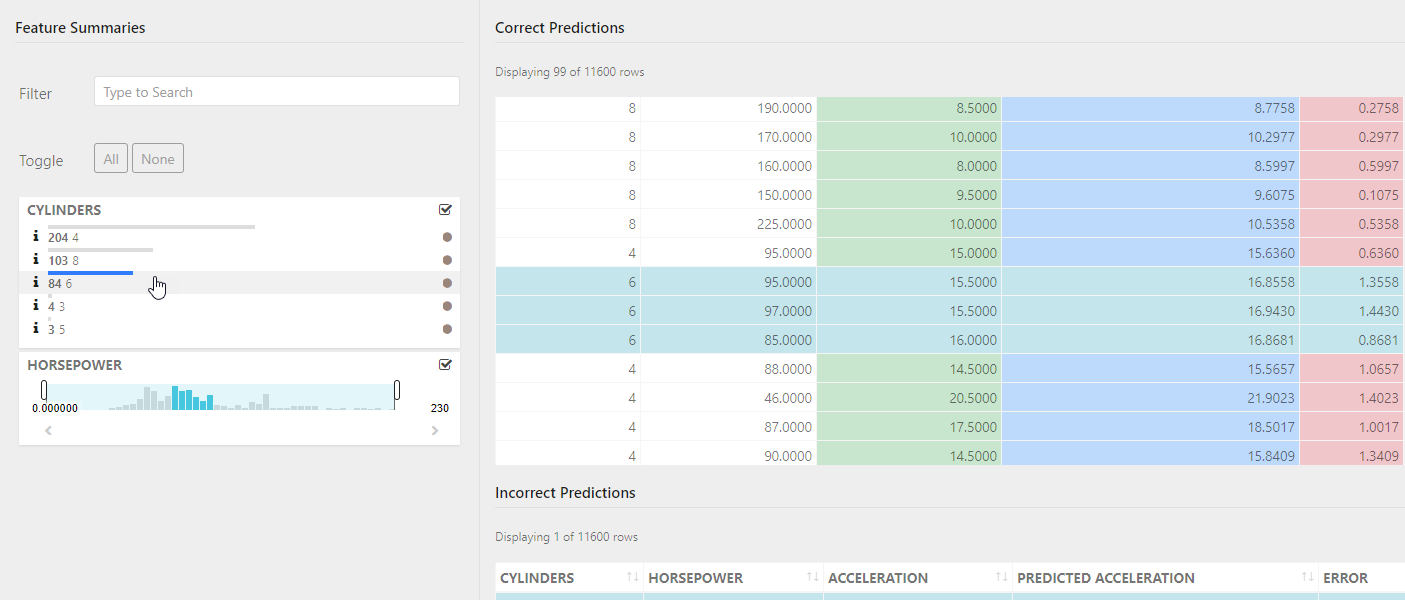 Feature Summaries
Filter
Type to Search
Toggle
All
None
CYLINDERS
204 4
103 8
84 6
4 3
3 5
HORSEPOWER
0.000000
230
Correct Predictions
Displaying 99 of 11600 rows
8 190.0000 8.5000 8.7758 0.2758
8 170.0000 10.0000 10.2977 0.2977
8 160.0000 8.0000 8.5997 0.5997
8 150.0000 9.5000 9.6075 0.1075
8 225.0000 10.0000 10.5358 0.5358
4 95.0000 15.0000 15.6360 0.6360
6 95.0000 15.5000 16.8558 1.3558
6 97.0000 15.5000 16.9430 1.4430
6 85.0000 16.0000 16.8681 0.8681
4 88.0000 14.5000 15.5657 1.0657
4 46.0000 20.5000 21.9023 1.4023
4 87.0000 17.5000 18.5017 1.0017
4 90.0000 14.5000 15.8409 1.3409
Incorrect Predictions
Displaying 1 of 11600 rows
CYLINDERS HORSEPOWER ACCELERATION PREDICTED ACCELERATION ERROR